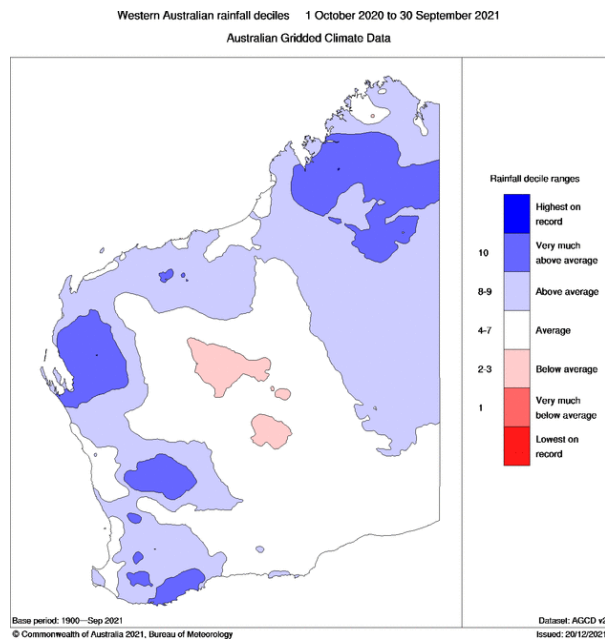 Western Australian rainfall deciles 1 October 2020 to 30 September 2021
Australian Gridded Climate Data
Rainfall decile ranges
Highest on
record
10 Very much
above average
8-9 Above average
4-7 Average
2-3 Below average
1 Very much
below average
Lowest on
record
Base period: 1900—Sep 2021
Dataset: AGCD v2
© Commonwealth of Australia 2021, Bureau of Meteorology
Issued: 20/12/2021